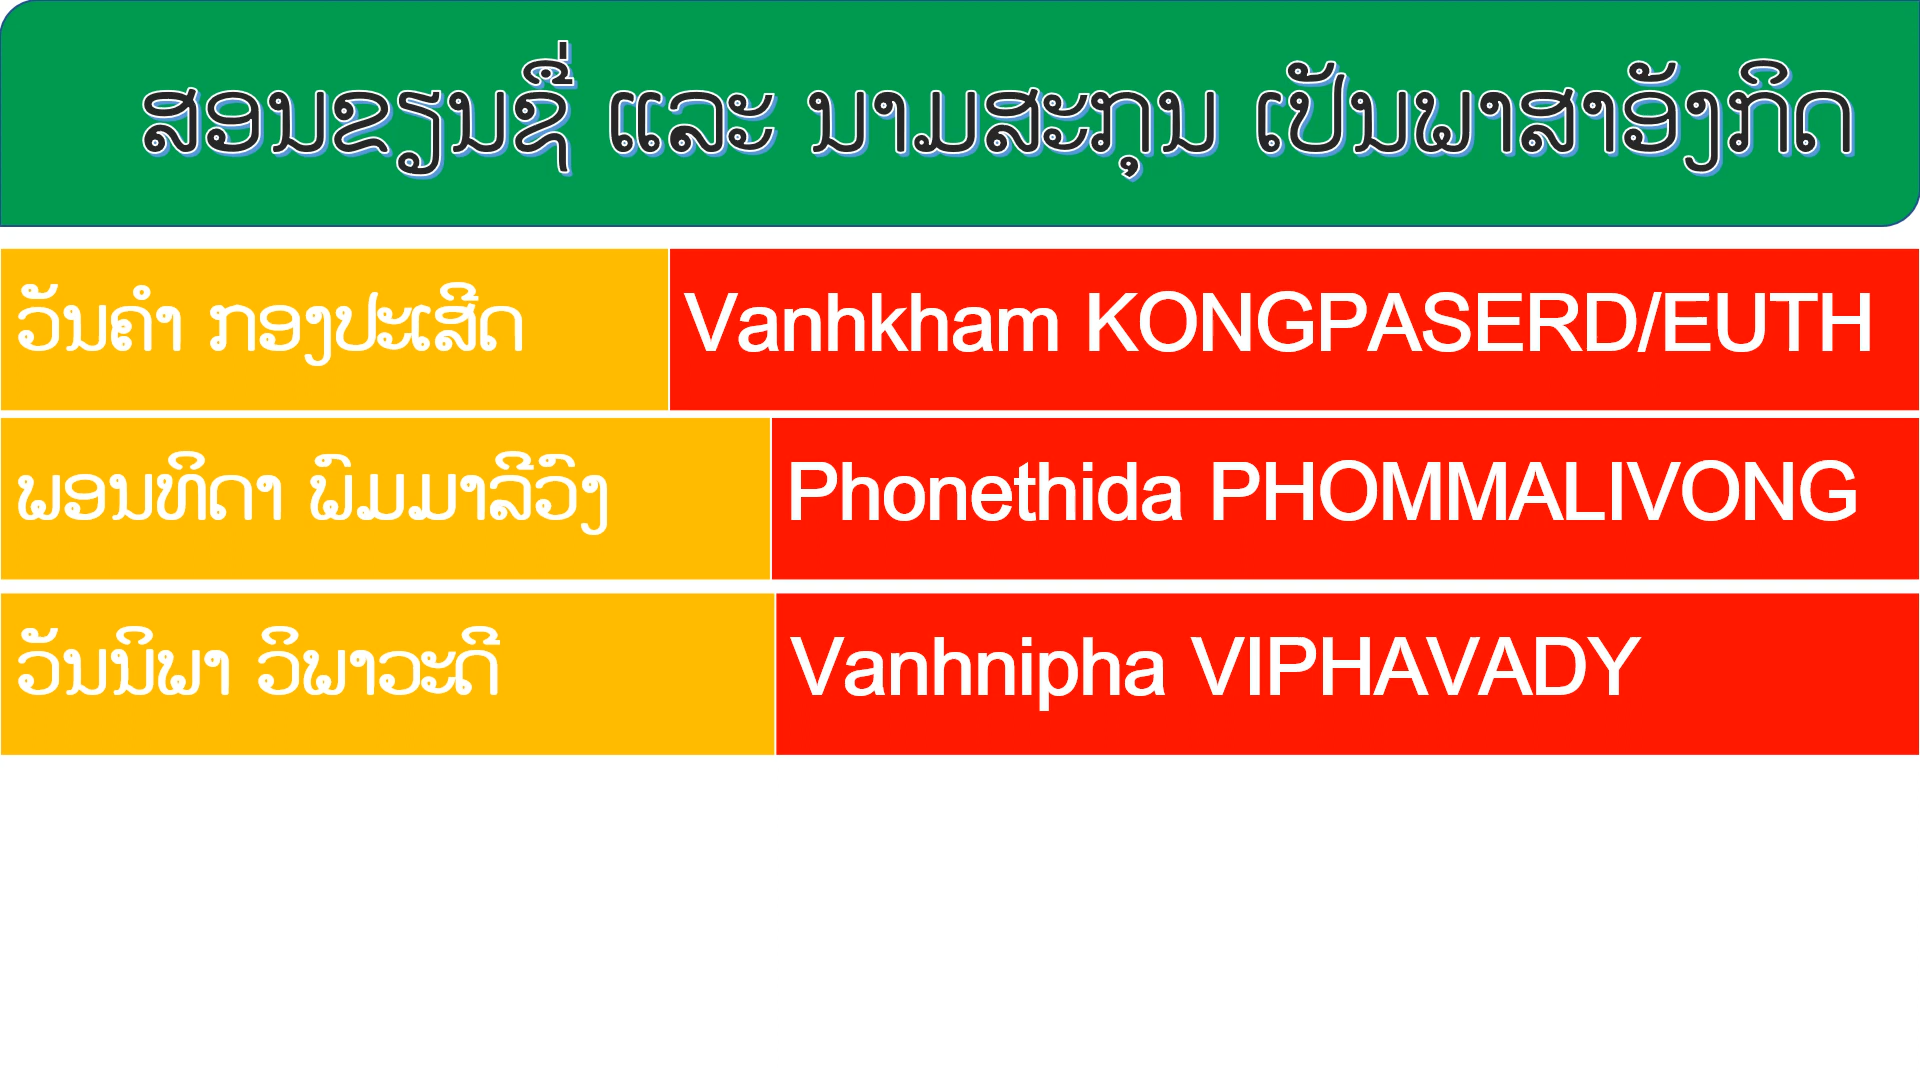 ສອນຂຽນຊື່ ແລະ ນາມສະກຸນ ເປັນພາສາອັງກິດ
ວັນຄຳ ກອງປະເສີດ Vanhkham KONGPASERD/EUTH
ພອນທິດາ ພົມມາລີວົງ Phonethida PHOMMALIVONG
ວັນນິພາ ວິພາວະດີ Vanhnipha VIPHAVADY